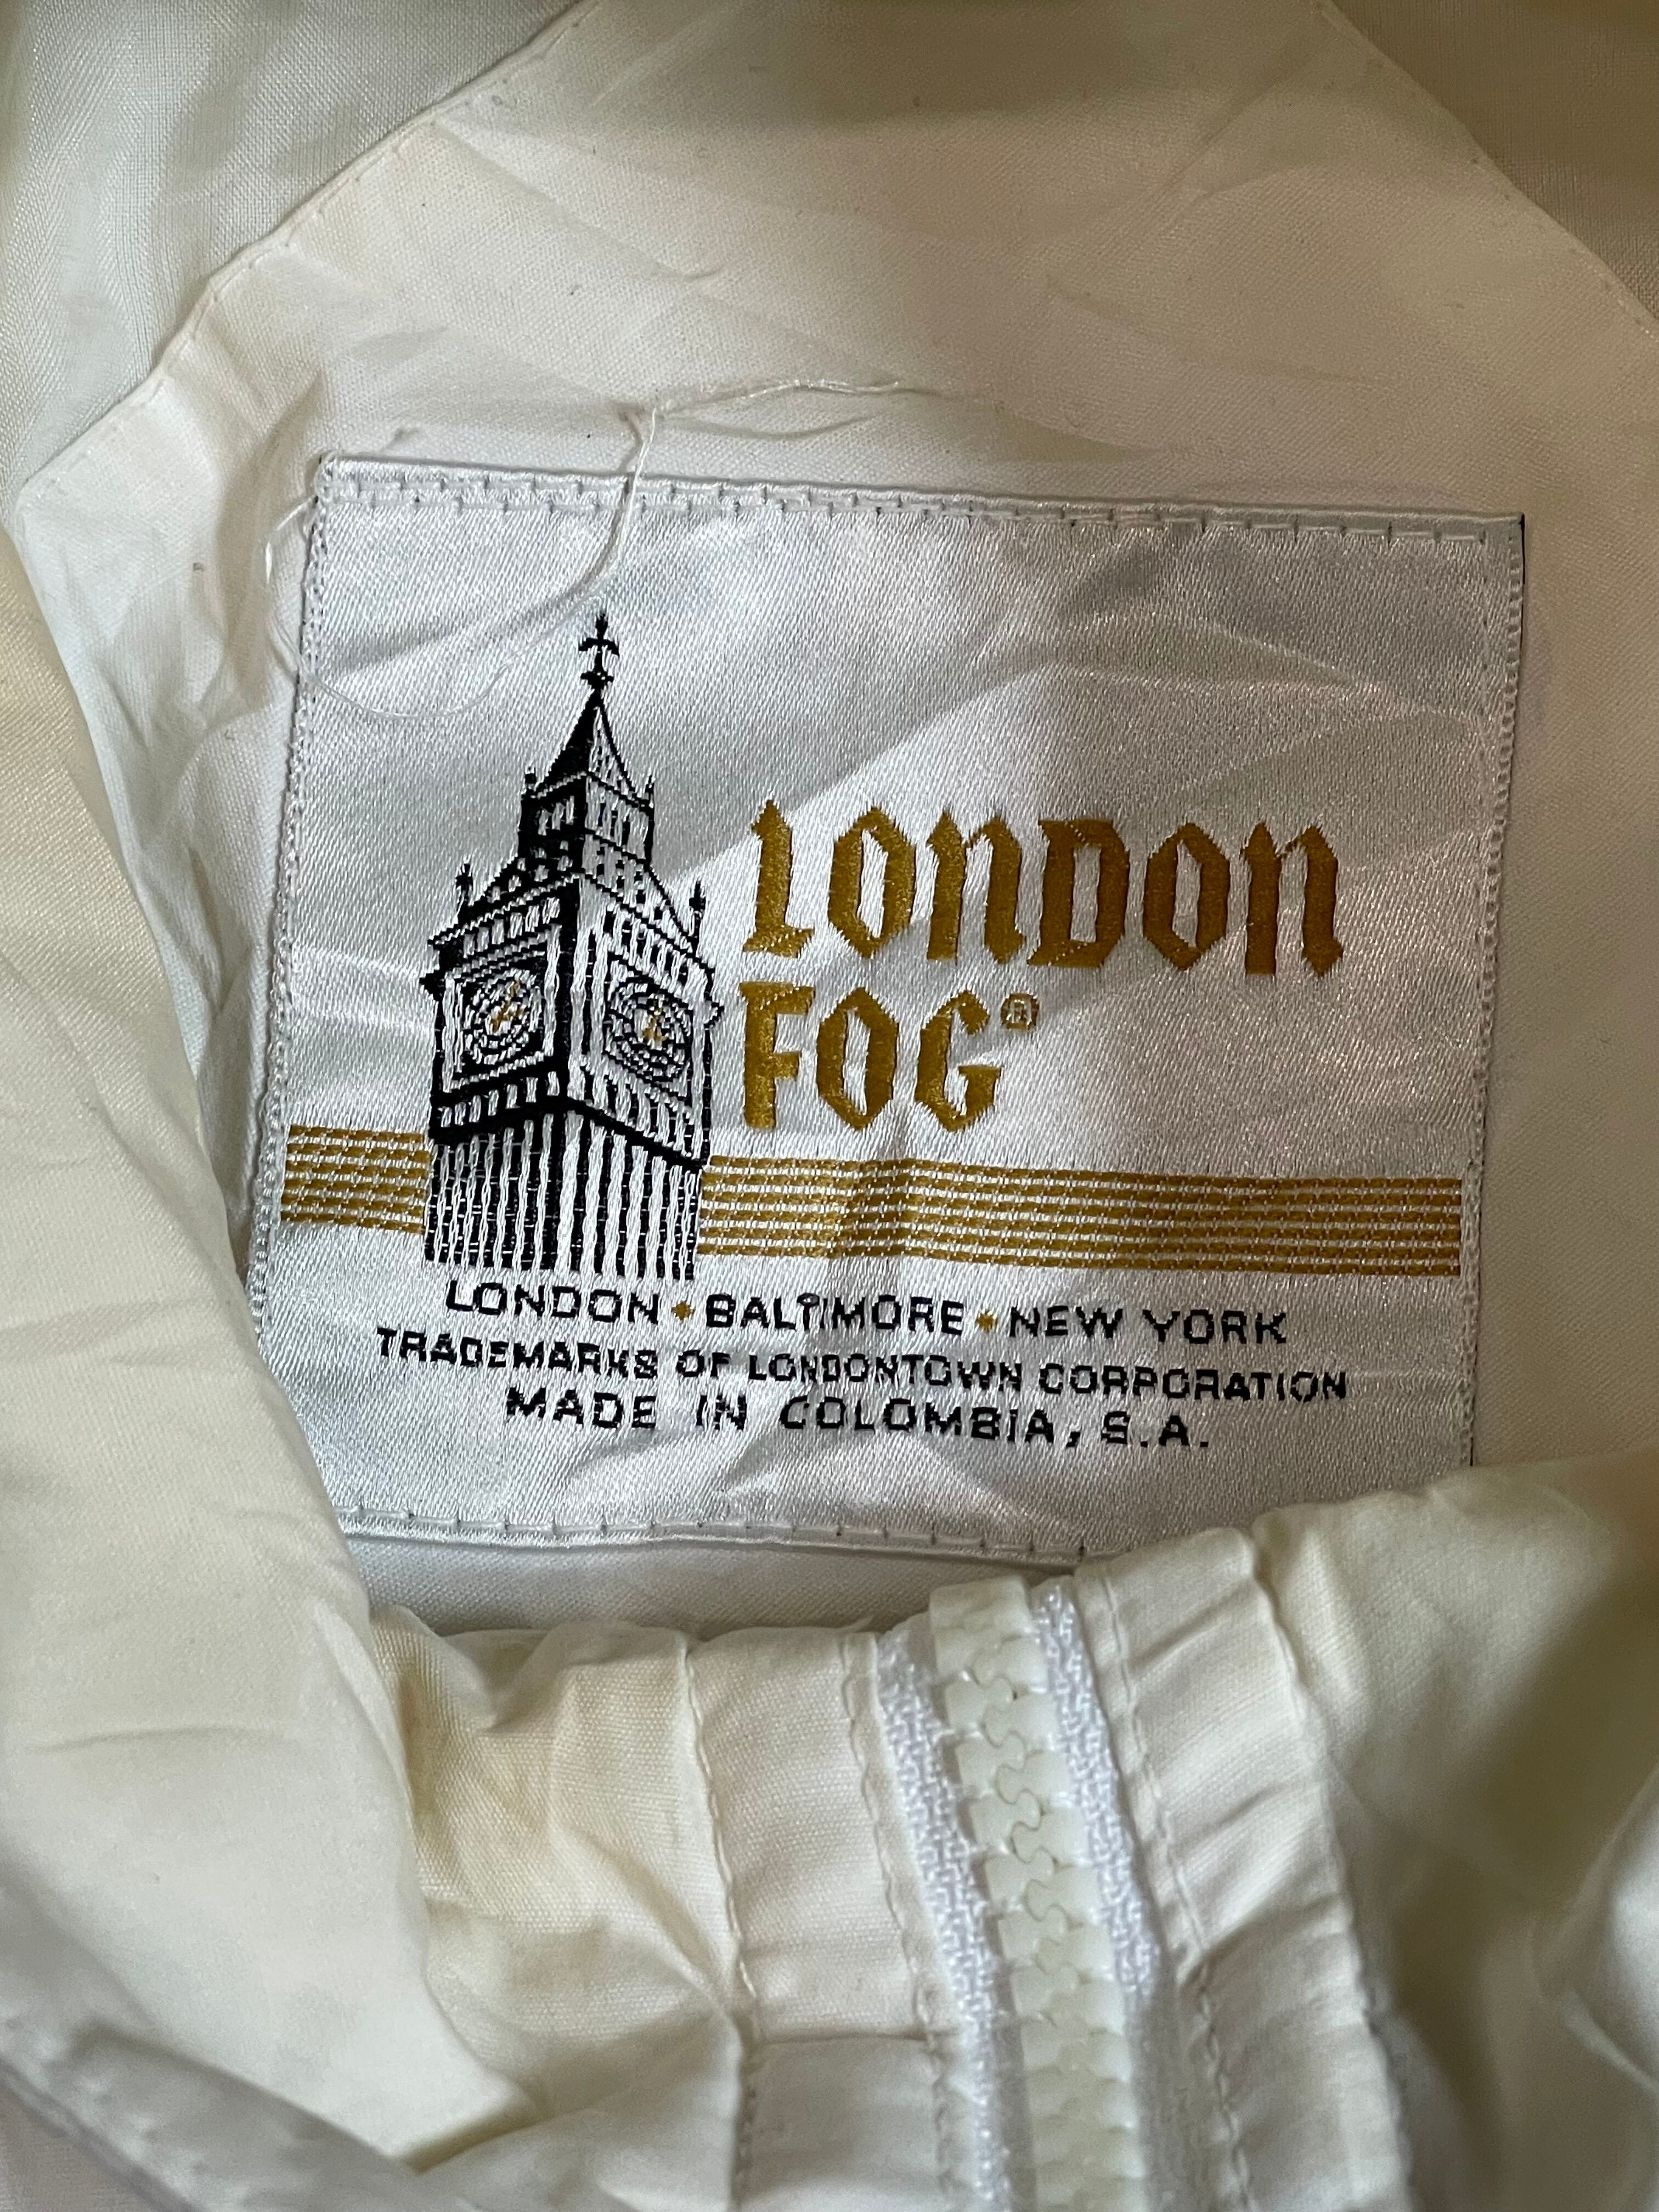 LONDON
FOG®
LONDON • BALTIMORE • NEW YORK
TRADEMARKS OF LONDONTOWN CORPORATION
MADE IN COLOMBIA, S.A.